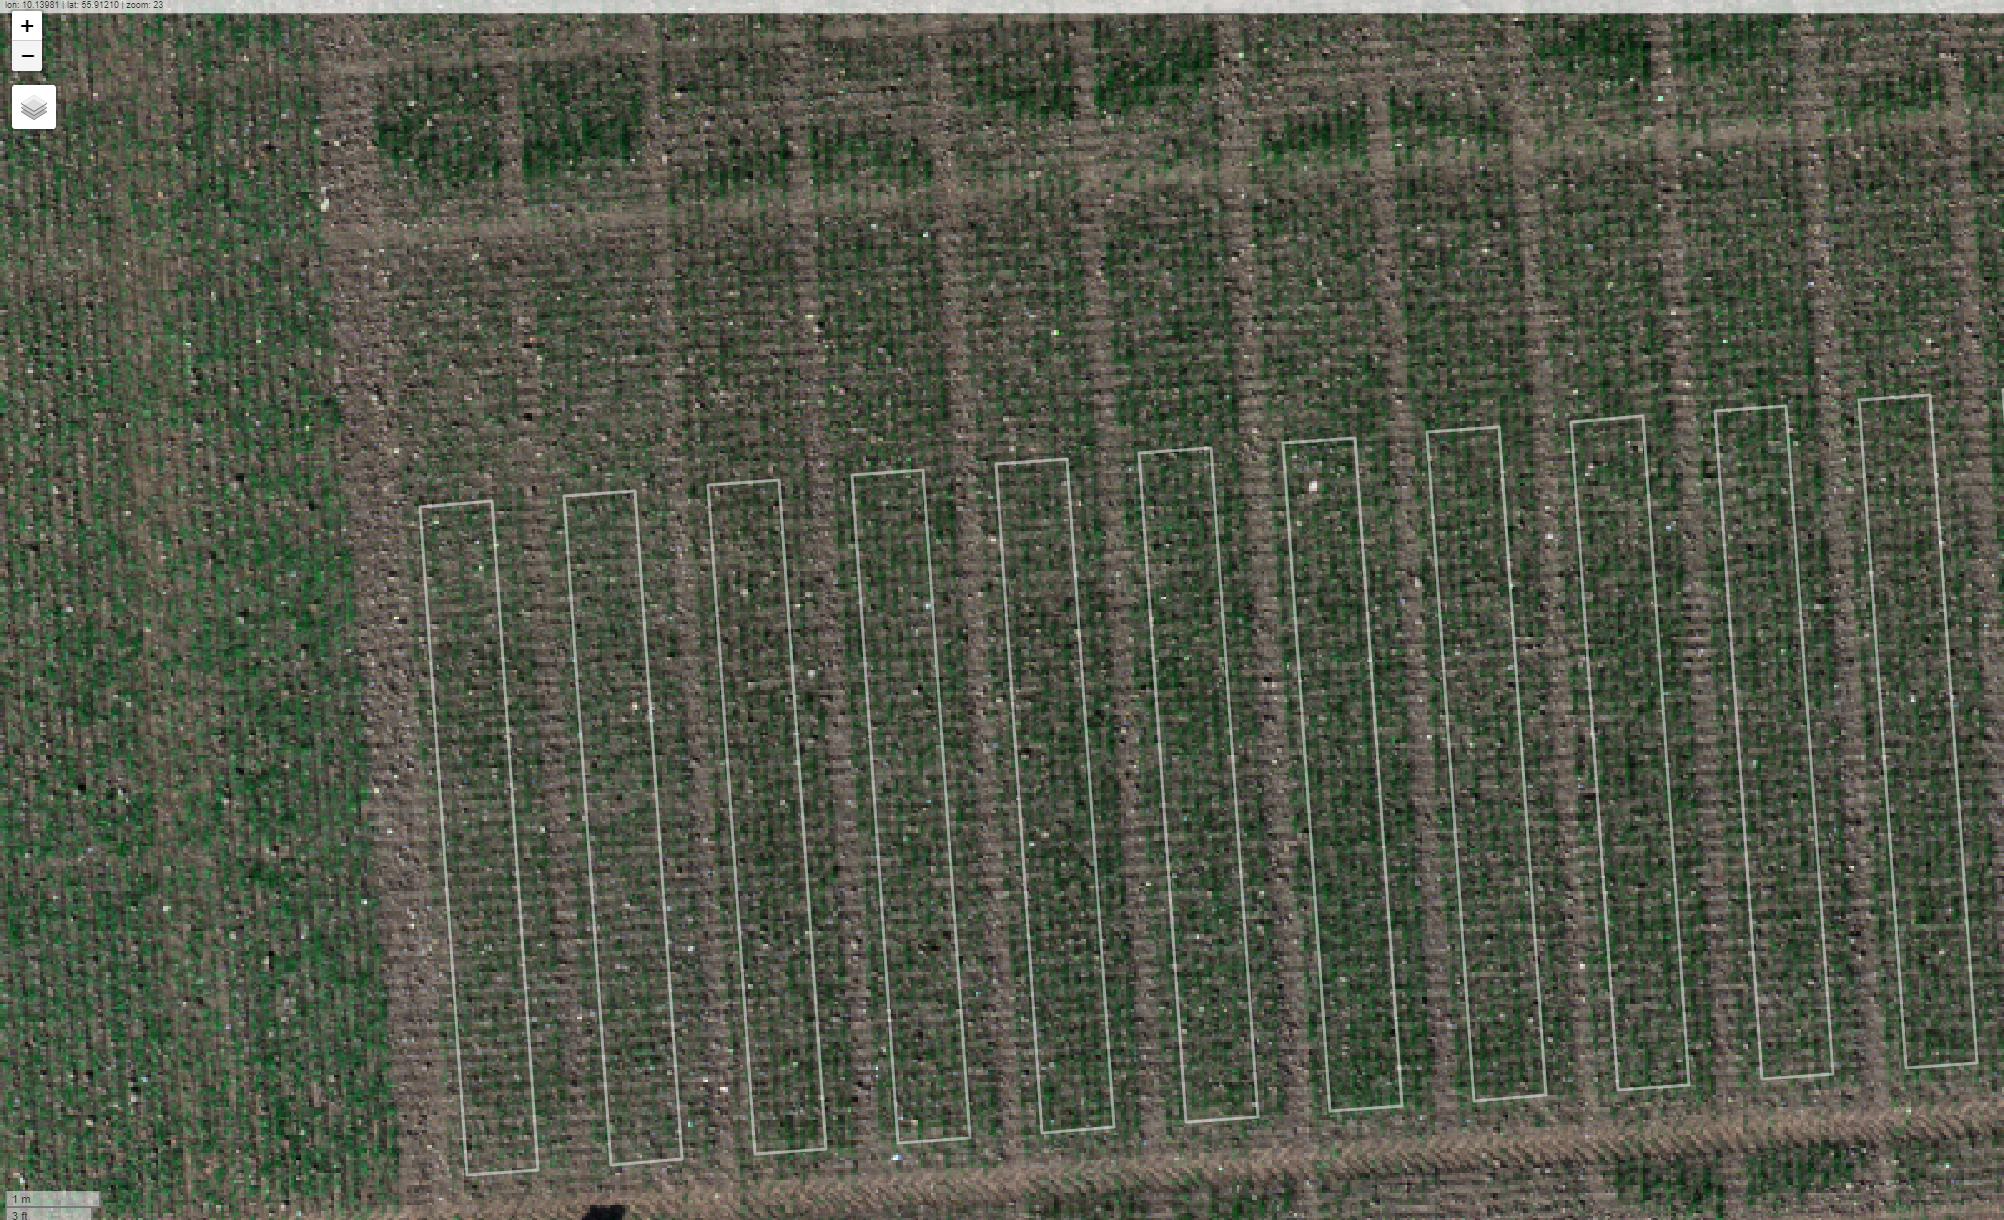 lon: 10.13981 | lat: 55.91210 | zoom: 23
+
−
1 m
3 ft